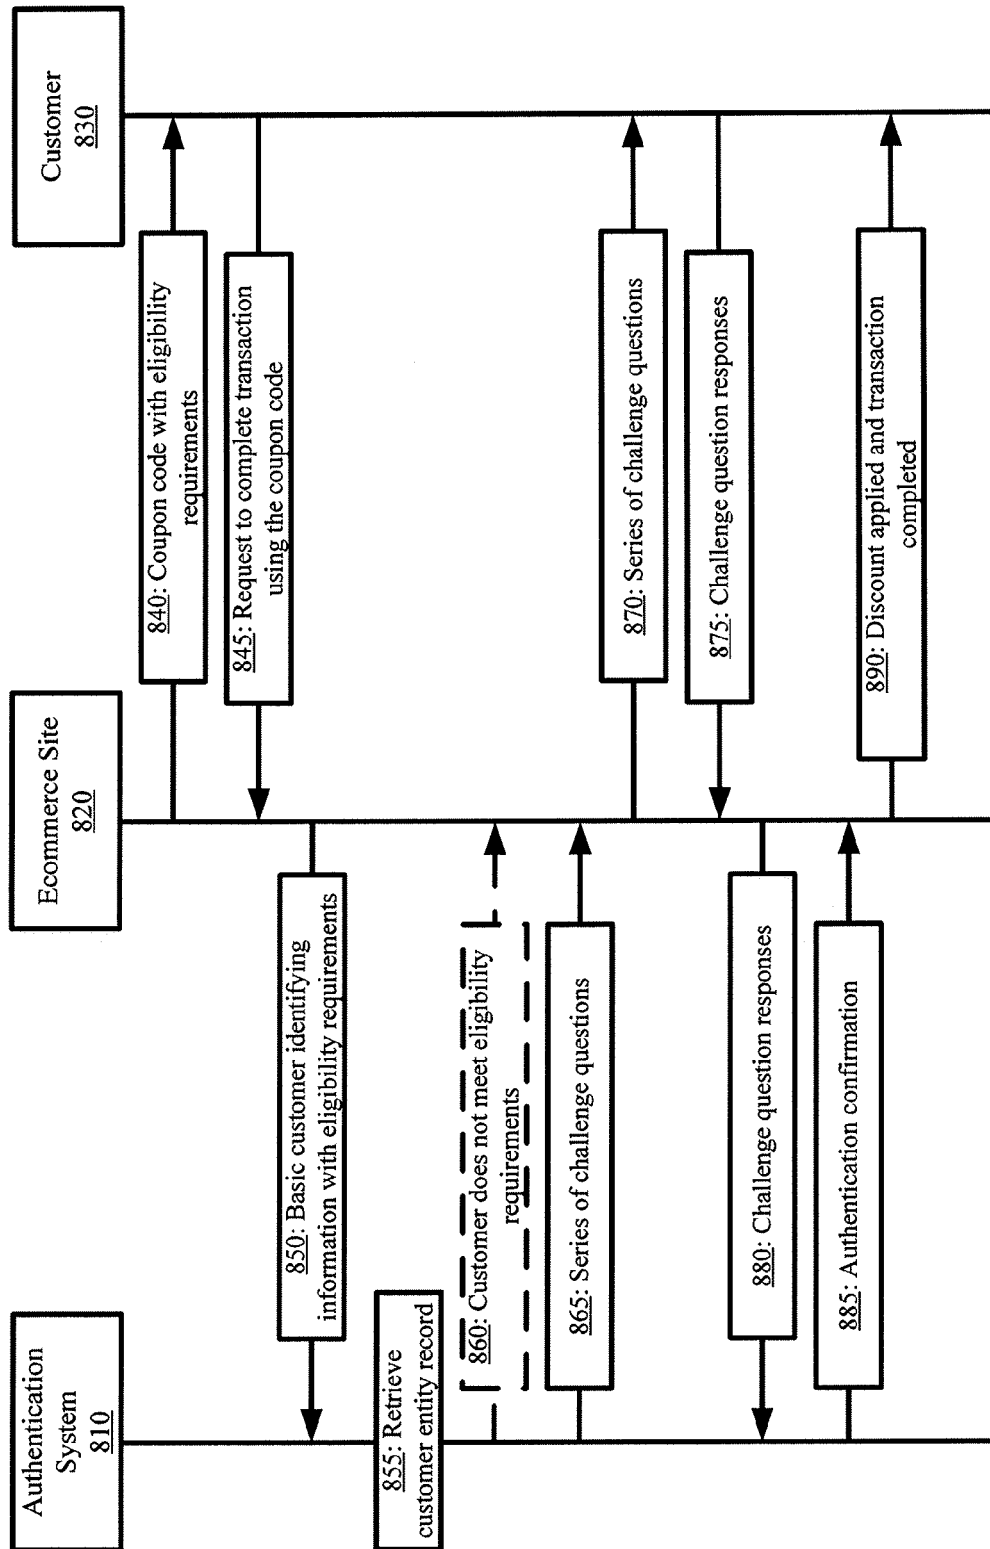 Authentication
System
810
Ecommerce Site
820
Customer
830
840: Coupon code with eligibility
requirements
845: Request to complete transaction
using the coupon code
850: Basic customer identifying
information with eligibility requirements
855: Retrieve
customer entity record
860: Customer does not meet eligibility
requirements
865: Series of challenge questions
870: Series of challenge questions
875: Challenge question responses
880: Challenge question responses
885: Authentication confirmation
890: Discount applied and transaction
completed